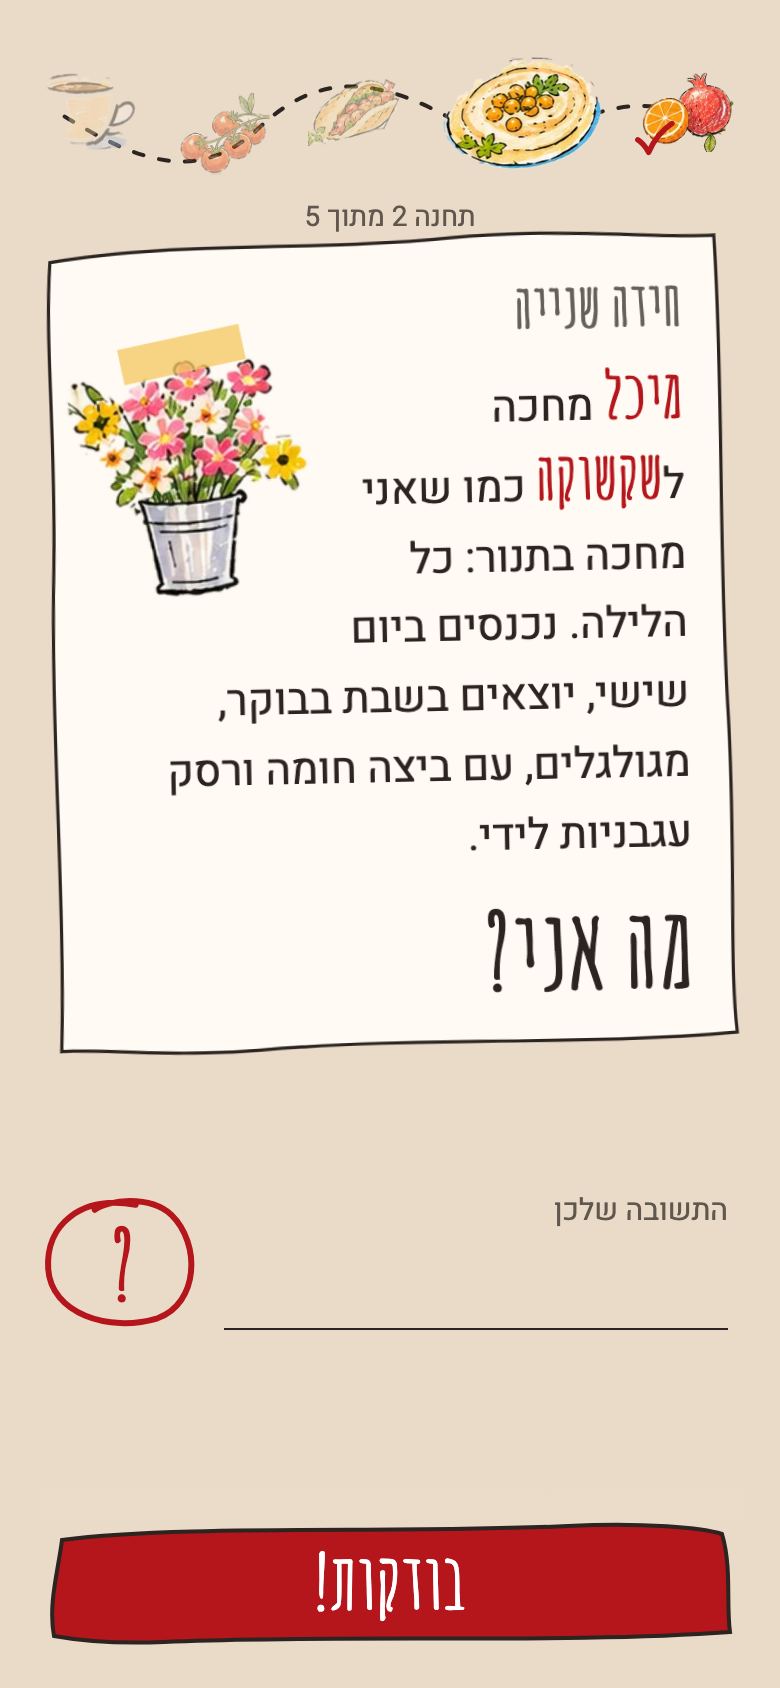 תחנה 2 מתוך 5
חידה שנייה
מיכל מחכה
לשקשוקה כמו שאני
מחכה בתנור: כל
הלילה. נכנסים ביום
שישי, יוצאים בשבת בבוקר,
מגולגלים, עם ביצה חומה ורסק
עגבניות לידי.
מה אני?
התשובה שלכן
?
בודקות!